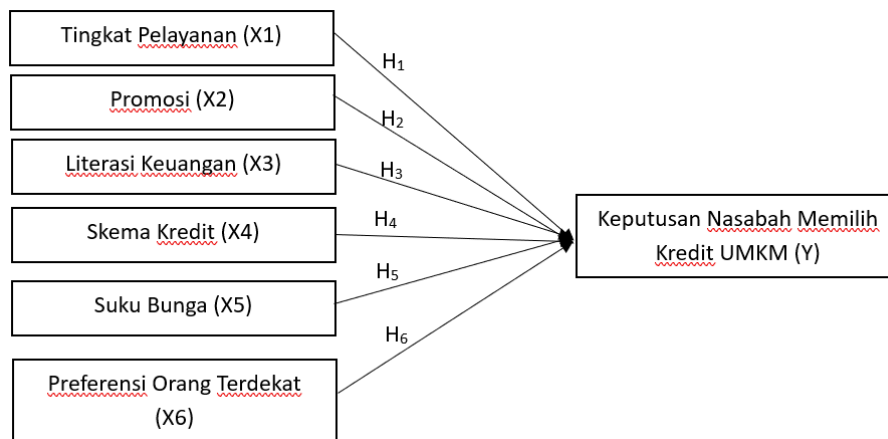 Tingkat Pelayanan (X1)
H1
Promosi (X2)
H2
Literasi Keuangan (X3)
H3
Skema Kredit (X4)
H4
Keputusan Nasabah Memilih
Kredit UMKM (Y)
Suku Bunga (X5)
H5
H6
Preferensi Orang Terdekat
(X6)